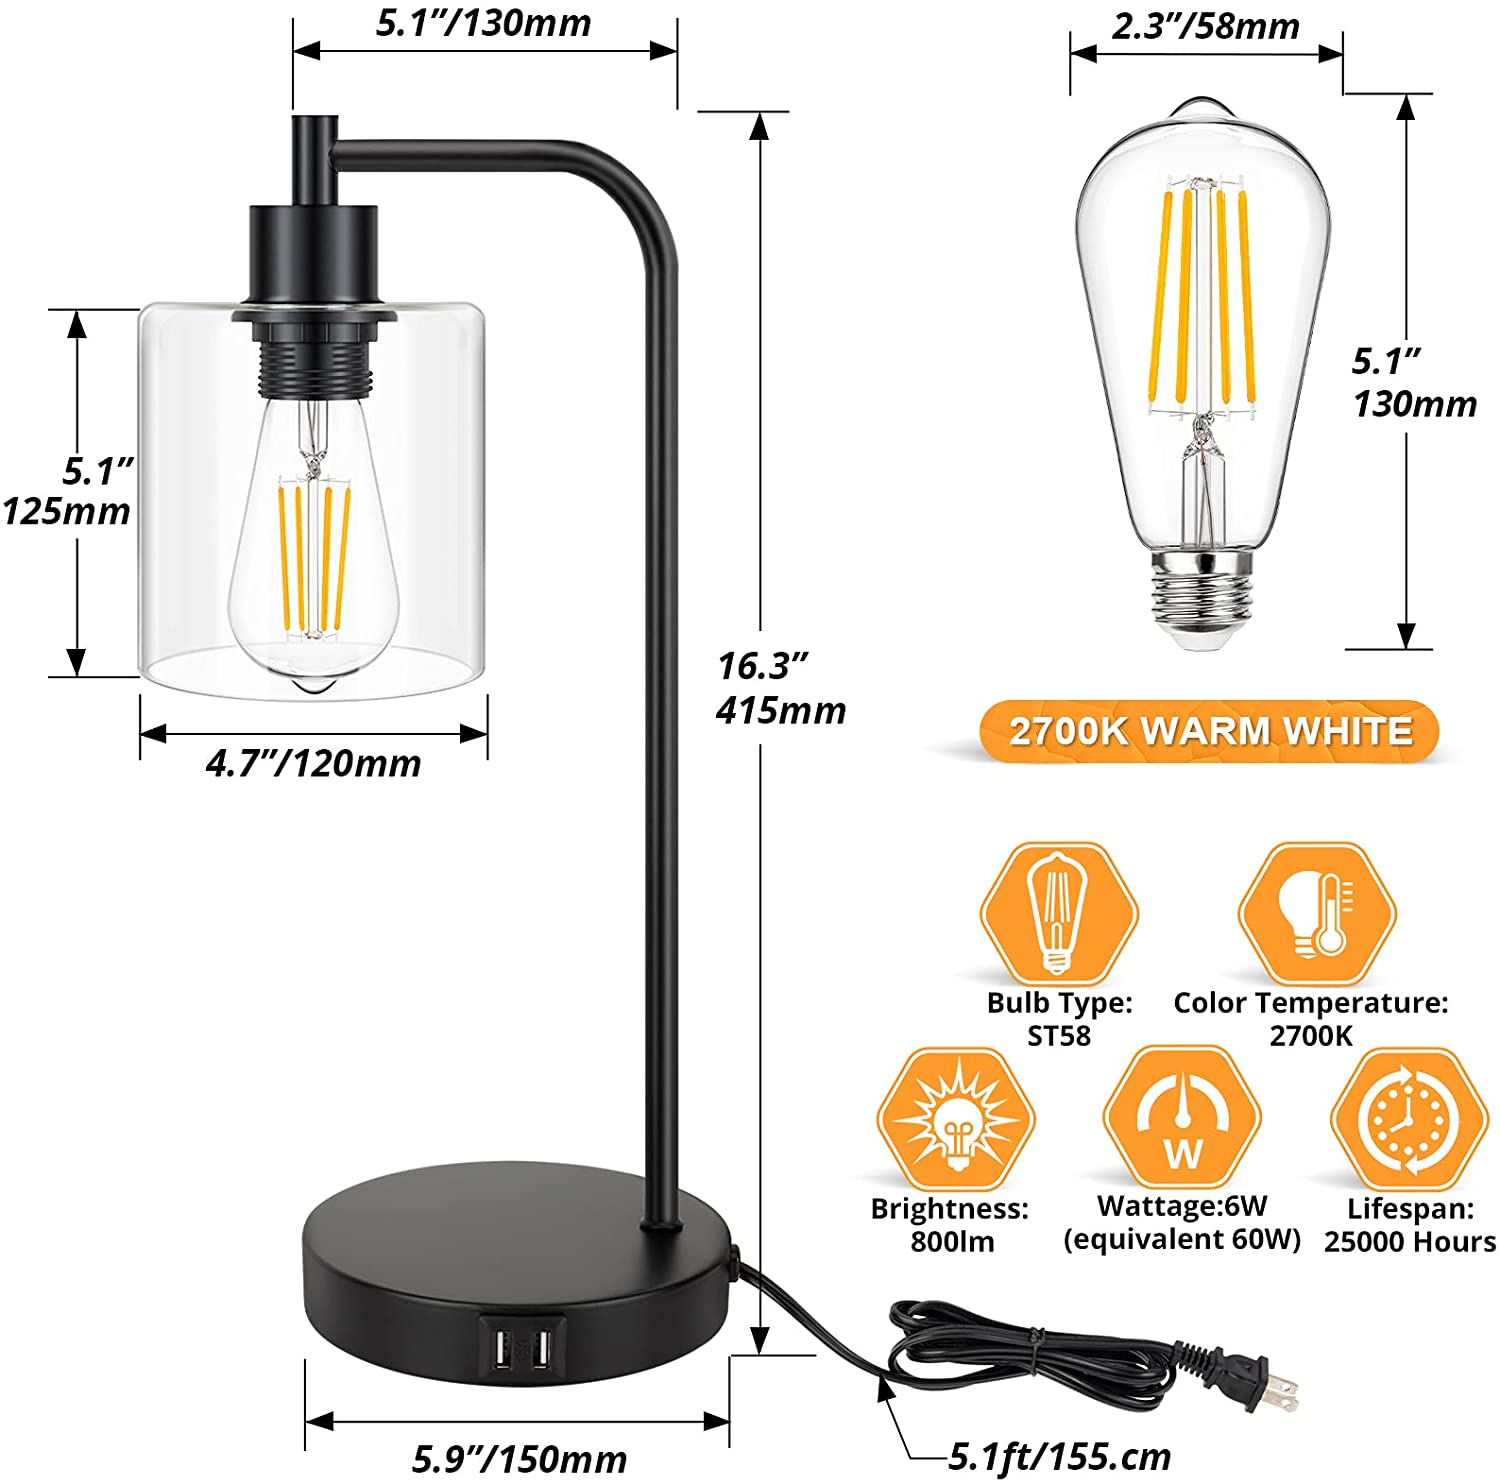 5.1”/130mm
2.3”/58mm
5.1”
125mm
4.7”/120mm
16.3”
415mm
5.1”
130mm
2700K WARM WHITE
Bulb Type:
ST58
Color Temperature:
2700K
W
Brightness:
800lm
Wattage:6W
(equivalent 60W)
Lifespan:
25000 Hours
5.9”/150mm
5.1ft/155.cm